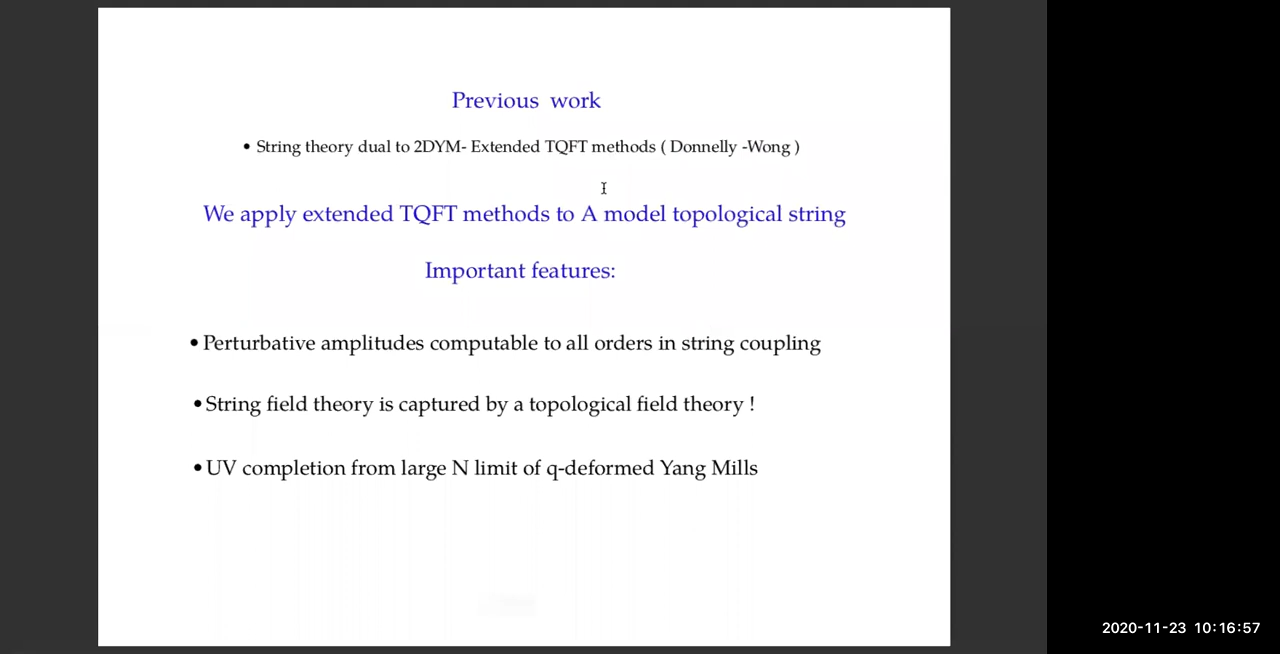 Previous work
• String theory dual to 2DYM- Extended TQFT methods ( Donnelly -Wong )
We apply extended TQFT methods to A model topological string
Important features:
• Perturbative amplitudes computable to all orders in string coupling
• String field theory is captured by a topological field theory !
• UV completion from large N limit of q-deformed Yang Mills
2020-11-23 10:16:57